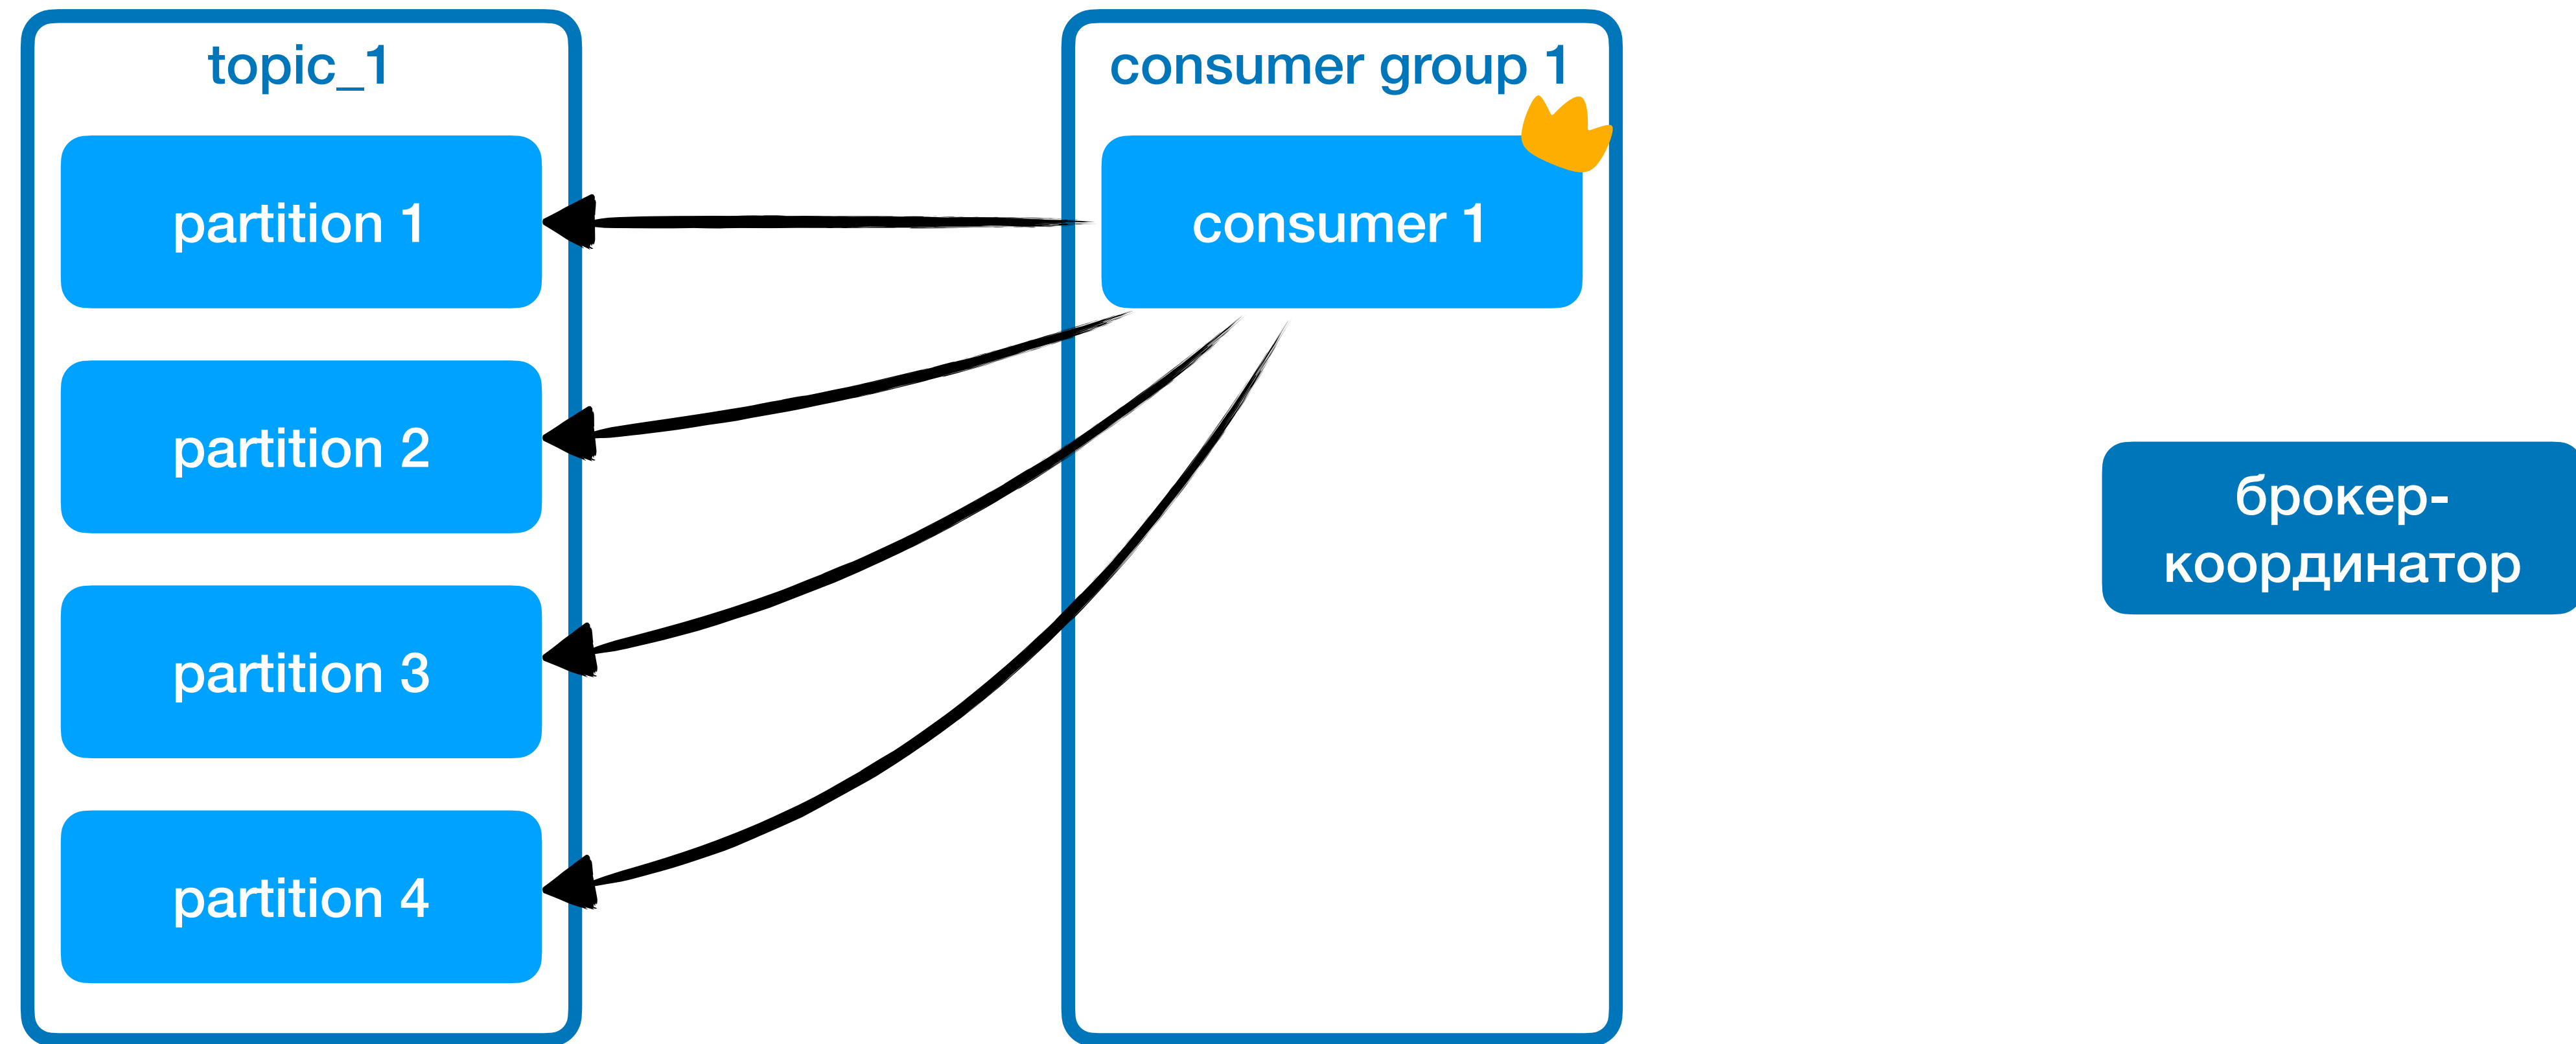 topic_1
partition 1
partition 2
partition 3
partition 4
consumer group 1
consumer 1
брокер-
координатор